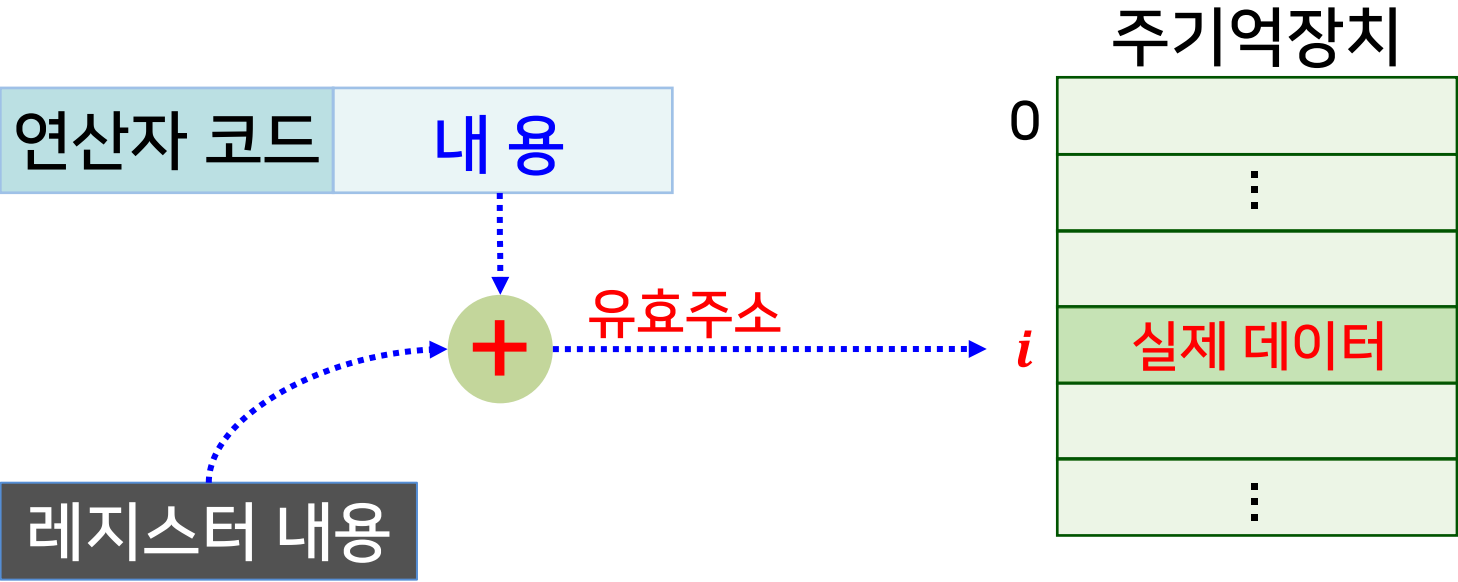 주기억장치
연산자 코드
내 용
0
⋮
+
유효주소
i
실제 데이터
레지스터 내용
⋮